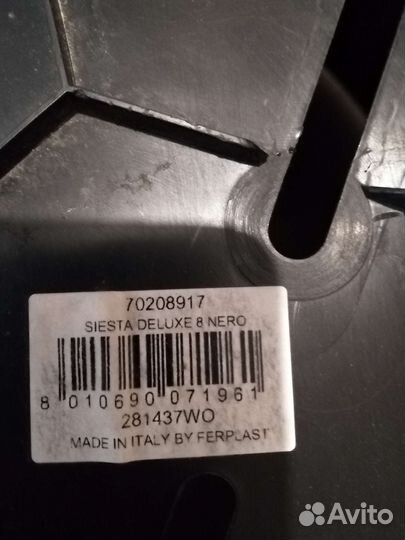 70208917
SIESTA DELUXE 8 NERO
8 010690 071961
281437WO
MADE IN ITALY BY FERPLAST
Avito